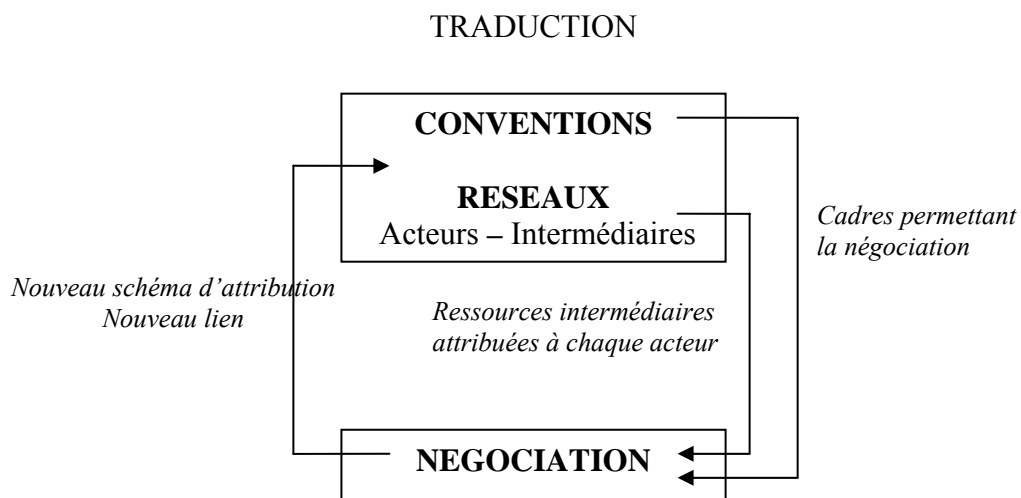 TRADUCTION
CONVENTIONS
RESEAUX
Acteurs – Intermédiaires
Cadres permettant
la négociation
Nouveau schéma d’attribution
Nouveau lien
Ressources intermédiaires
attribuées à chaque acteur
NEGOCIATION